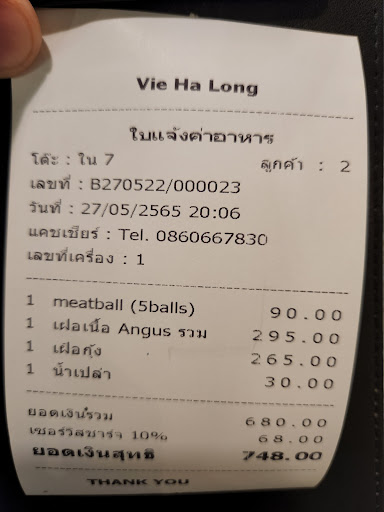 Vie Ha Long
ใบแจ้งค่าอาหาร
โต๊ะ : ใน 7 ลูกค้า : 2
เลขที่ : B270522/000023
วันที่ : 27/05/2565 20:06
แคชเชียร์ : Tel. 0860667830
เลขที่เครื่อง : 1
1 meatball (5balls) 90.00
1 เฝอเนื้อ Angus รวม 295.00
1 เฝอกุ้ง 265.00
1 น้ำเปล่า 30.00
ยอดเงินรวม 680.00
เซอร์วิสชาร์จ 10% 68.00
ยอดเงินสุทธิ 748.00
THANK YOU